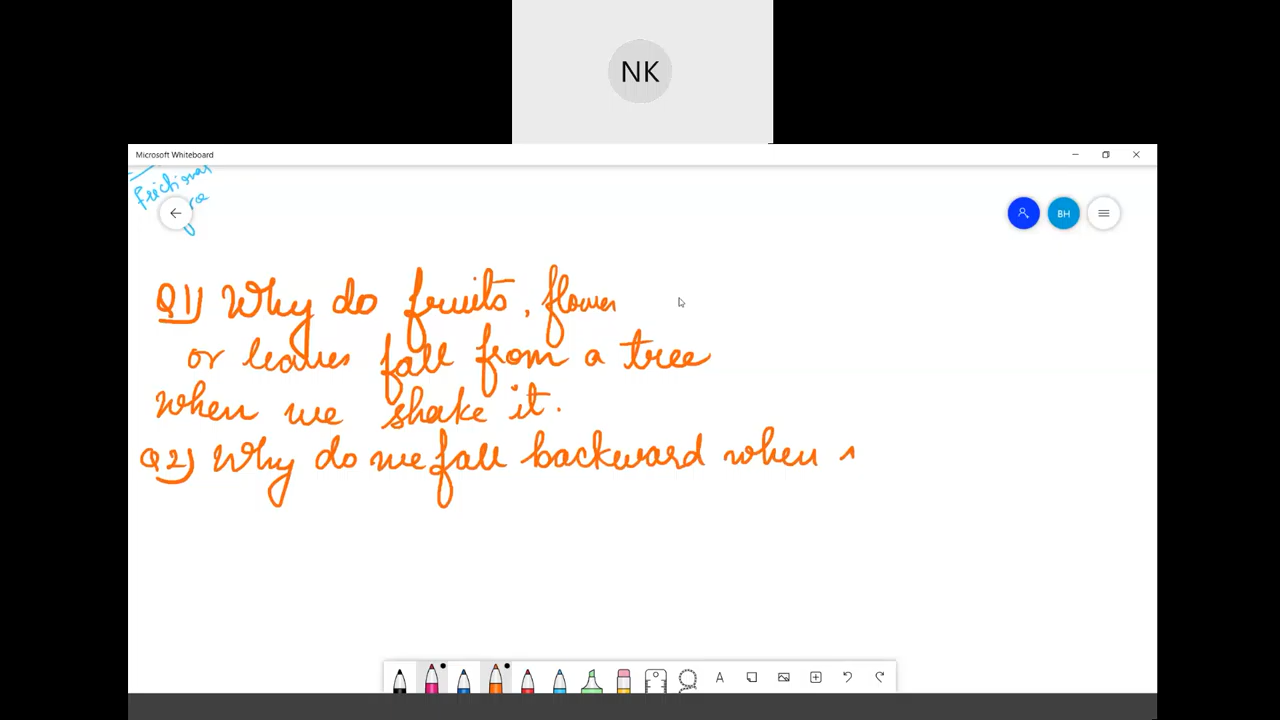 NK
Microsoft Whiteboard
frictional
BH
Q1) Why do fruits, flower
or leaves fall from a tree
when we shake it.
Q2) Why do we fall backward when
A